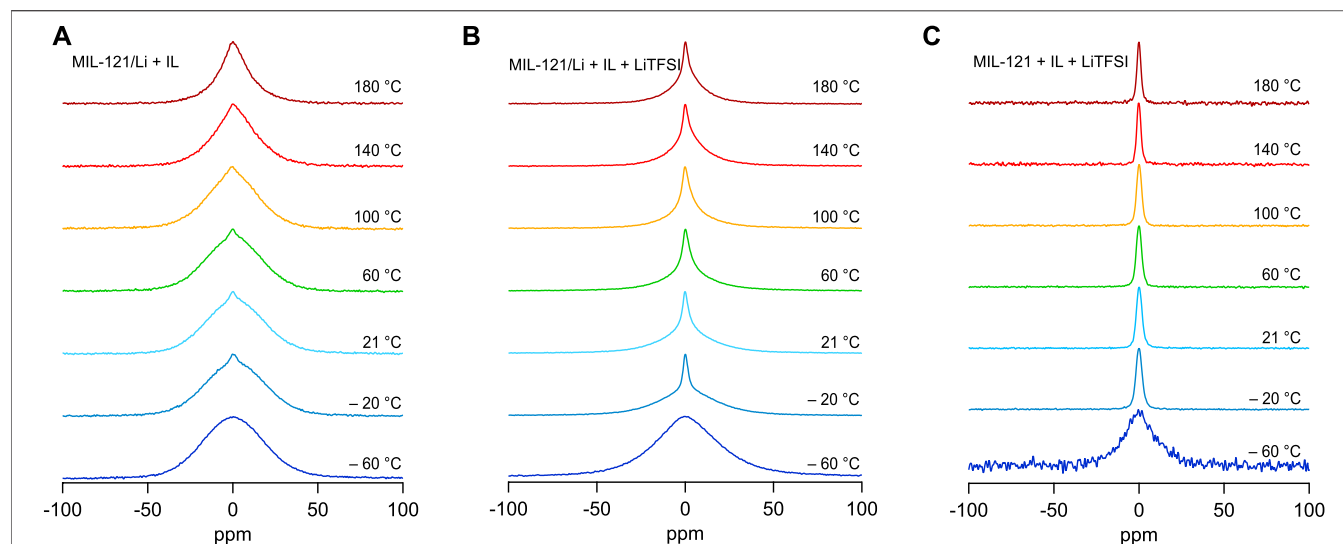 A
MIL-121/Li + IL
180 °C
140 °C
100 °C
60 °C
21 °C
– 20 °C
– 60 °C
-100 -50 0 50 100
ppm
B
MIL-121/Li + IL + LiTFSI
180 °C
140 °C
100 °C
60 °C
21 °C
– 20 °C
– 60 °C
-100 -50 0 50 100
ppm
C
MIL-121 + IL + LiTFSI
180 °C
140 °C
100 °C
60 °C
21 °C
– 20 °C
– 60 °C
-100 -50 0 50 100
ppm